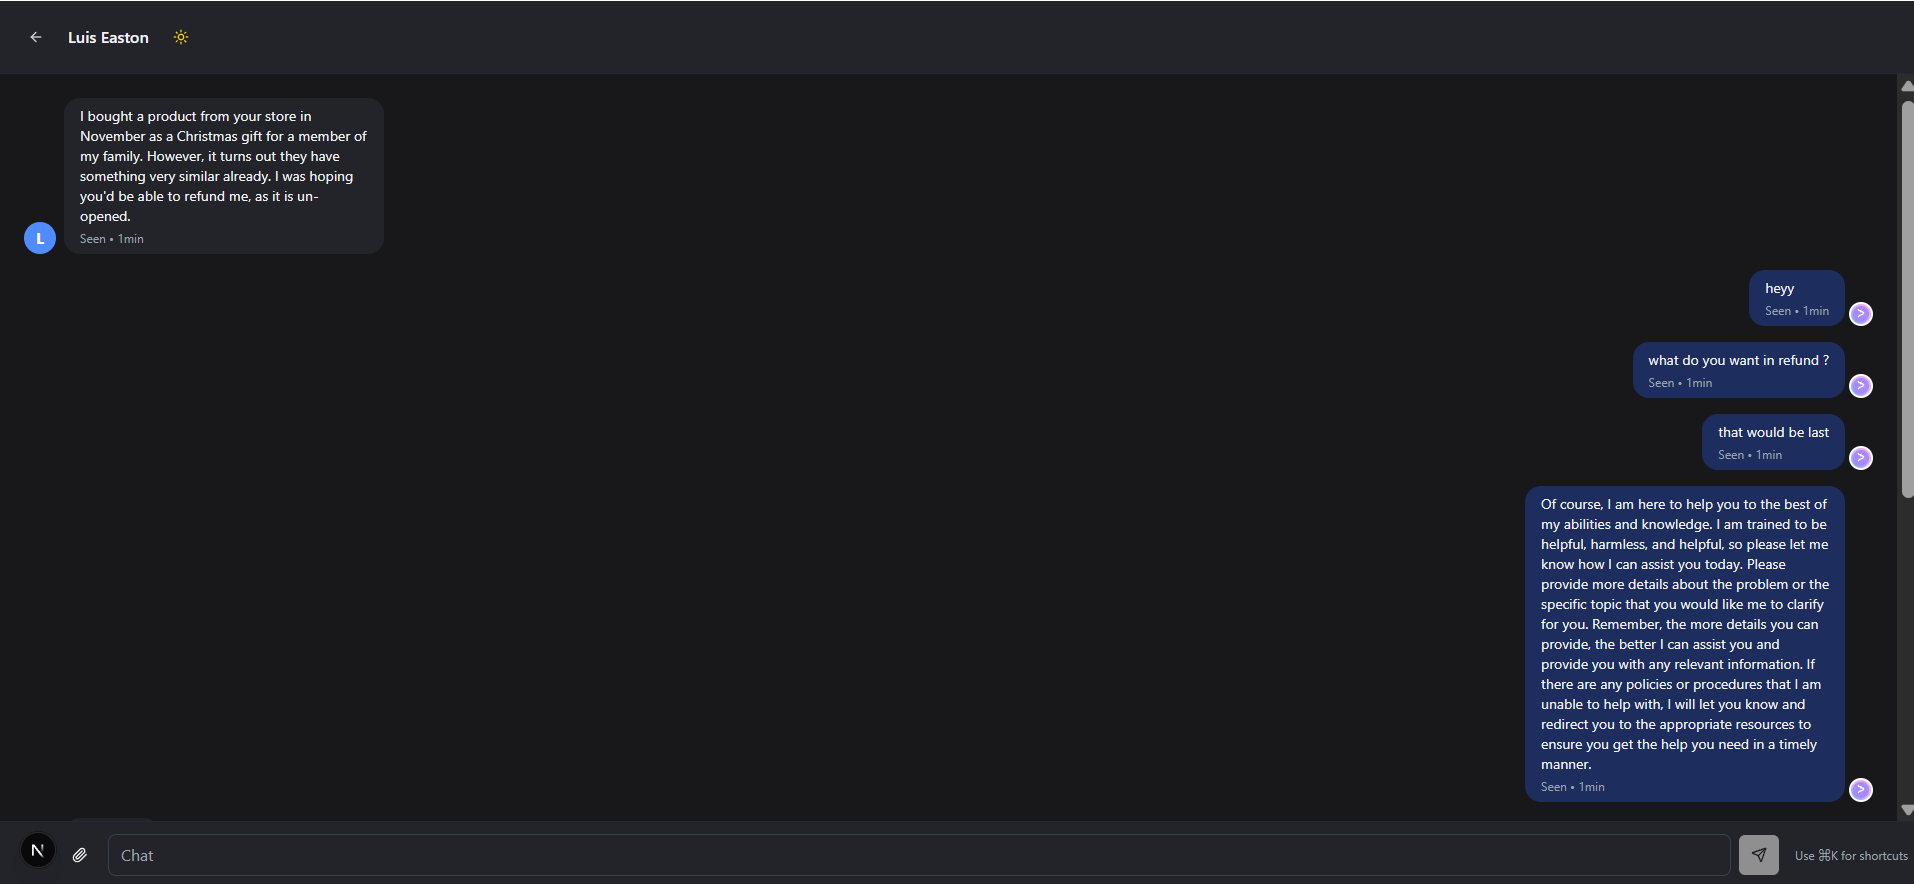 Luis Easton
I bought a product from your store in
November as a Christmas gift for a member of
my family. However, it turns out they have
something very similar already. I was hoping
you'd be able to refund me, as it is un-
opened.
L
Seen • 1min
heyy
Seen • 1min
>
what do you want in refund ?
Seen • 1min
>
that would be last
Seen • 1min
>
Of course, I am here to help you to the best of
my abilities and knowledge. I am trained to be
helpful, harmless, and helpful, so please let me
know how I can assist you today. Please
provide more details about the problem or the
specific topic that you would like me to clarify
for you. Remember, the more details you can
provide, the better I can assist you and
provide you with any relevant information. If
there are any policies or procedures that I am
unable to help with, I will let you know and
redirect you to the appropriate resources to
ensure you get the help you need in a timely
manner.
Seen • 1min
>
N
Chat
Use ⌘K for shortcuts